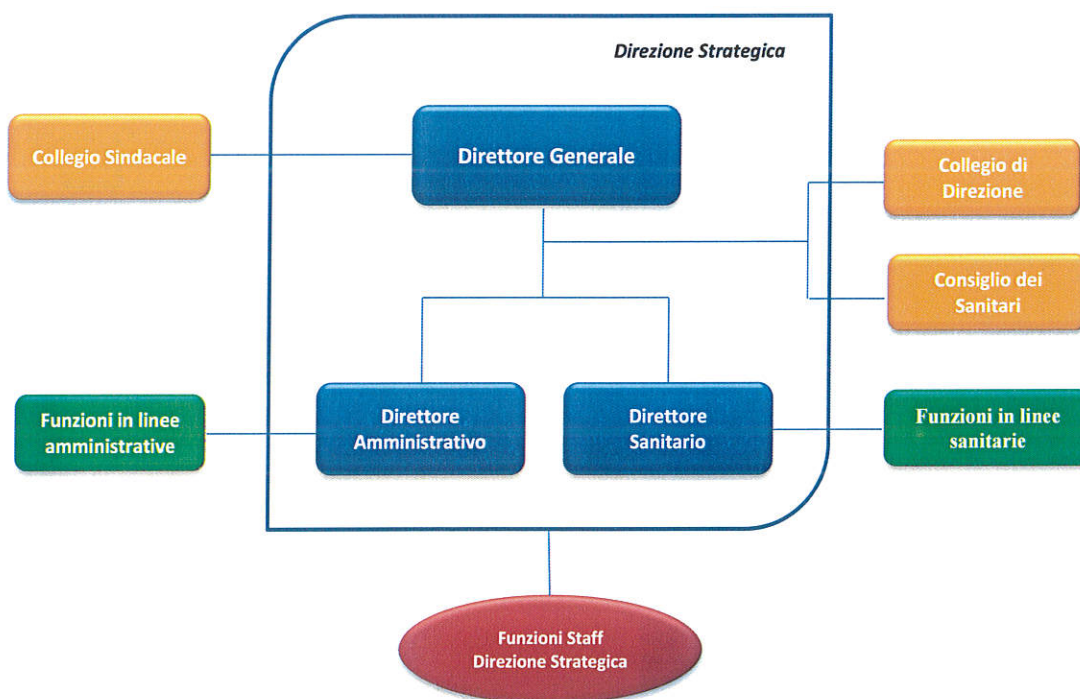 Direzione Strategica
Collegio Sindacale
Direttore Generale
Collegio di
Direzione
Consiglio dei
Sanitari
Funzioni in linee
amministrative
Direttore
Amministrativo
Direttore
Sanitario
Funzioni in linee
sanitarie
Funzioni Staff
Direzione Strategica